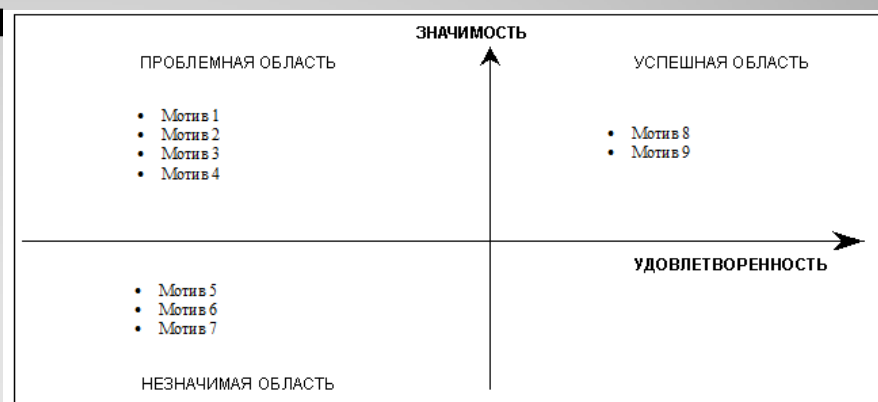 ЗНАЧИМОСТЬ
ПРОБЛЕМНАЯ ОБЛАСТЬ
УСПЕШНАЯ ОБЛАСТЬ
• Мотив 1
• Мотив 2
• Мотив 3
• Мотив 4
• Мотив 8
• Мотив 9
УДОВЛЕТВОРЕННОСТЬ
• Мотив 5
• Мотив 6
• Мотив 7
НЕЗНАЧИМАЯ ОБЛАСТЬ